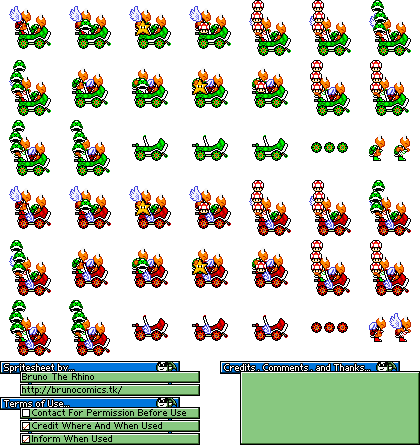 Spritesheet by...
Bruno The Rhino
http://brunocomics.tk/
Terms of Use...
Contact For Permission Before Use
Credit Where And When Used
Inform When Used
Credits, Comments, and Thanks...